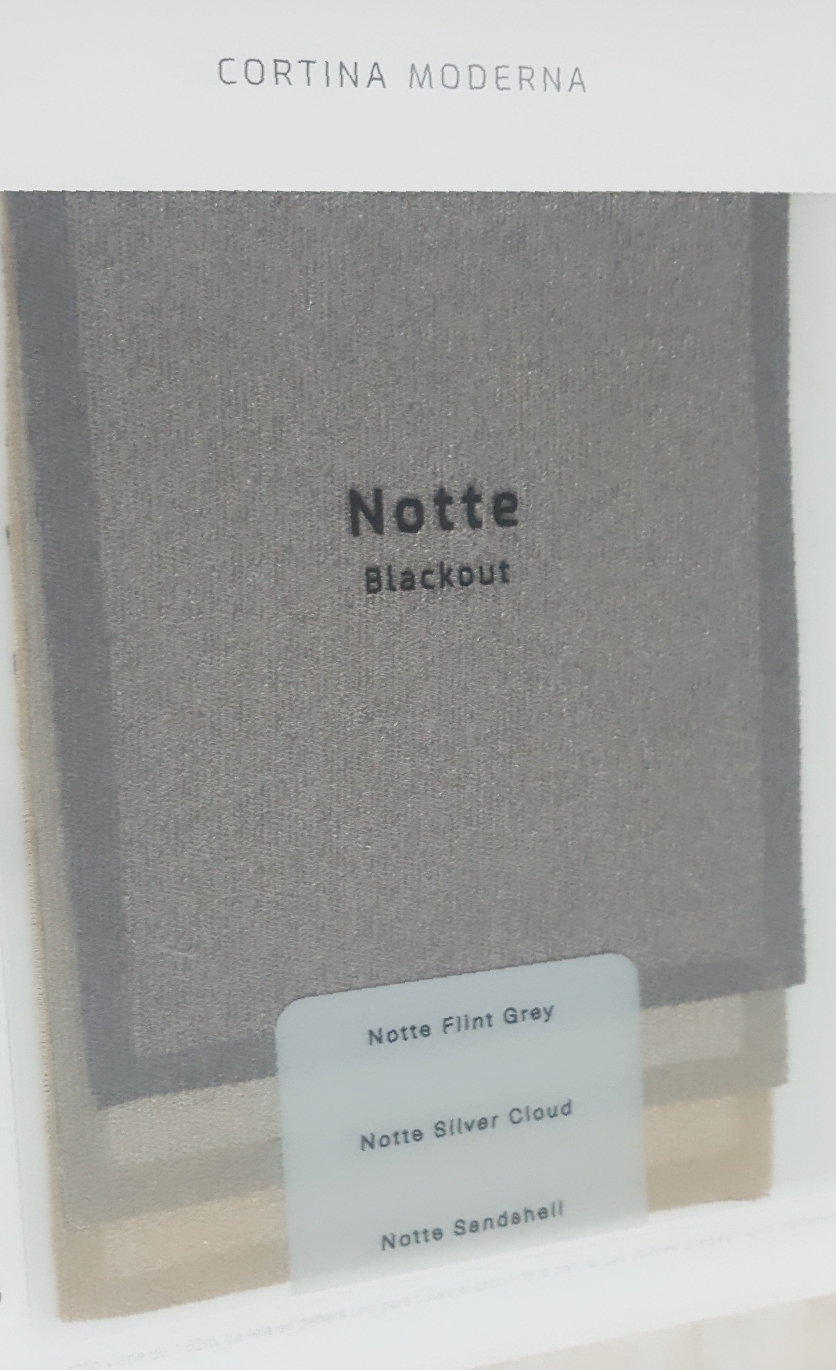 CORTINA MODERNA
Notte
Blackout
Notte Flint Grey
Notte Silver Cloud
Notte Sandshell